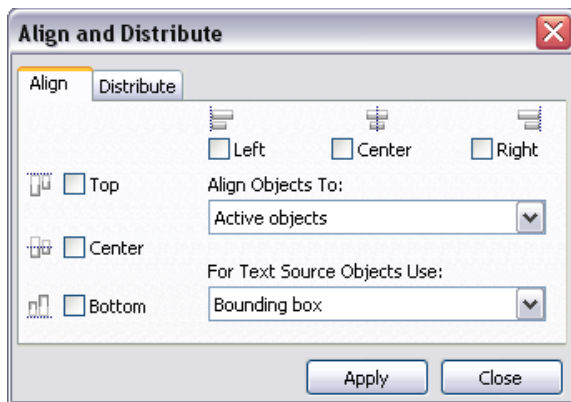 Align and Distribute
Align
Distribute
Left
Center
Right
Top
Align Objects To:
Active objects
Center
For Text Source Objects Use:
Bottom
Bounding box
Apply
Close